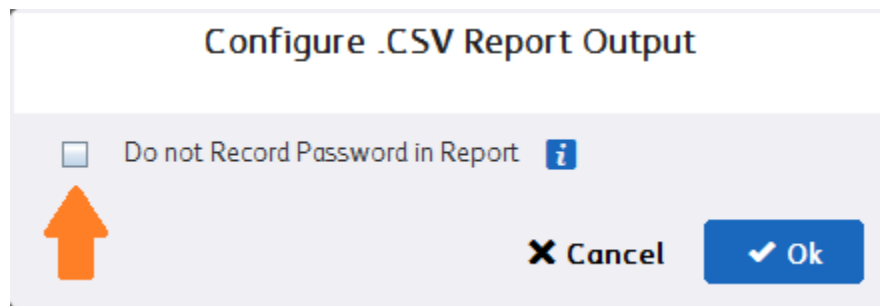 Configure .CSV Report Output
Do not Record Password in Report i
Cancel Ok